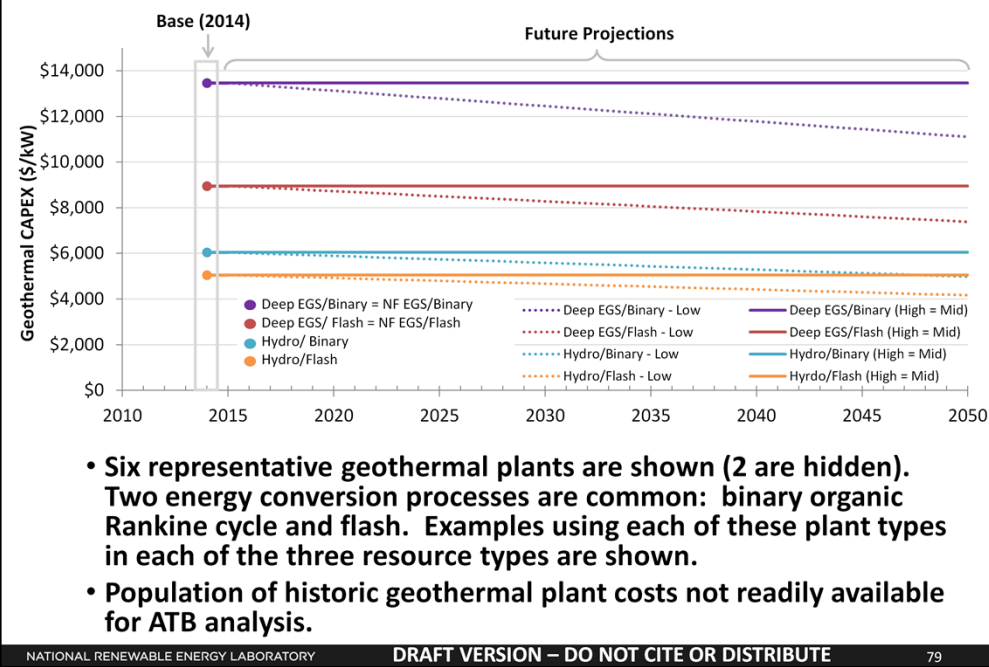 Base (2014)
Future Projections
Geothermal CAPEX ($/kW)
$14,000
$12,000
$10,000
$8,000
$6,000
$4,000
$2,000
$0
Deep EGS/Binary = NF EGS/Binary
Deep EGS/ Flash = NF EGS/Flash
Hydro/ Binary
Hydro/Flash
Deep EGS/Binary - Low
Deep EGS/Binary (High = Mid)
Deep EGS/Flash - Low
Deep EGS/Flash (High = Mid)
Hydro/Binary - Low
Hydro/Binary (High = Mid)
Hydro/Flash - Low
Hyrdo/Flash (High = Mid)
2010 2015 2020 2025 2030 2035 2040 2045 2050
• Six representative geothermal plants are shown (2 are hidden).
Two energy conversion processes are common: binary organic
Rankine cycle and flash. Examples using each of these plant types
in each of the three resource types are shown.
• Population of historic geothermal plant costs not readily available
for ATB analysis.
NATIONAL RENEWABLE ENERGY LABORATORY DRAFT VERSION – DO NOT CITE OR DISTRIBUTE 79